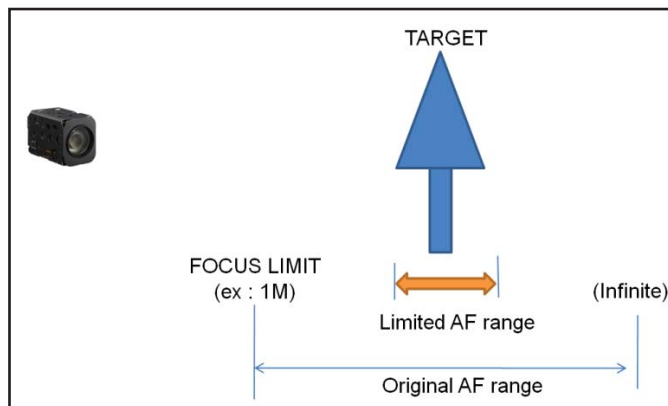 TARGET
FOCUS LIMIT
(ex : 1M)
(Infinite)
Limited AF range
Original AF range